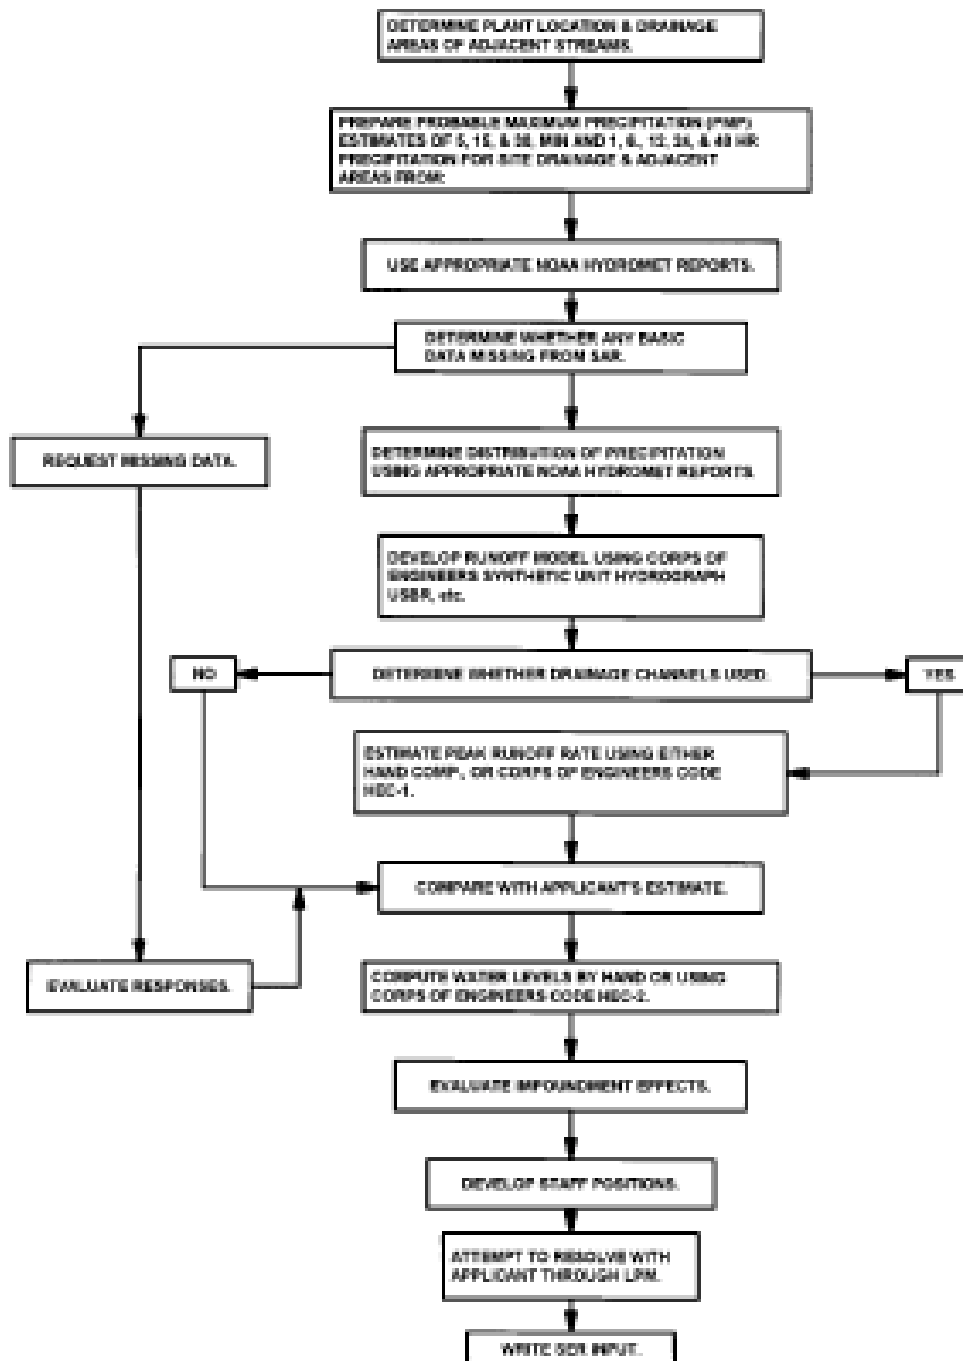 DETERMINE PLANT LOCATION & DRAINAGE
AREAS OF ADJACENT STREAMS.
PREPARE PROBABLE MAXIMUM PRECIPITATION (PMP)
ESTIMATES OF 5, 15, & 30, MIN AND 1, 6, 12, 24, & 48 HR
PRECIPITATION FOR SITE DRAINAGE & ADJACENT
AREAS FROM:
USE APPROPRIATE NOAA HYDROMET REPORTS.
DETERMINE WHETHER ANY BASIC
DATA MISSING FROM SAR.
REQUEST MISSING DATA.
DETERMINE DISTRIBUTION OF PRECIPITATION
USING APPROPRIATE NOAA HYDROMET REPORTS.
DEVELOP RUNOFF MODEL USING CORPS OF
ENGINEERS SYNTHETIC UNIT HYDROGRAPH
USBR, etc.
NO
DETERMINE WHETHER DRAINAGE CHANNELS USED.
YES
ESTIMATE PEAK RUNOFF RATE USING EITHER
HAND COMP. OR CORPS OF ENGINEERS CODE
HEC-1.
COMPARE WITH APPLICANT'S ESTIMATE.
EVALUATE RESPONSES.
COMPUTE WATER LEVELS BY HAND OR USING
CORPS OF ENGINEERS CODE HEC-2.
EVALUATE IMPOUNDMENT EFFECTS.
DEVELOP STAFF POSITIONS.
ATTEMPT TO RESOLVE WITH
APPLICANT THROUGH LPM.
WRITE SER INPUT.